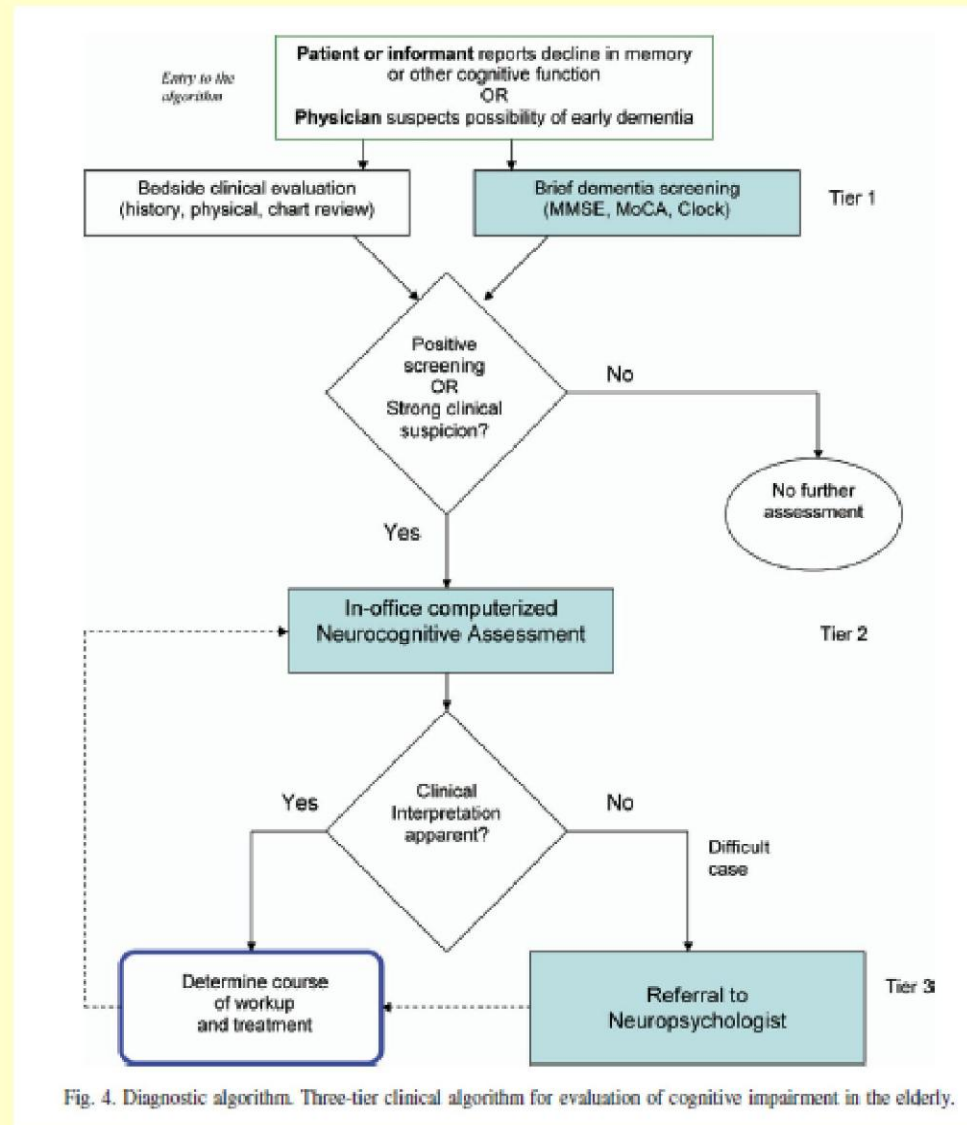 Patient or informant reports decline in memory
or other cognitive function
OR
Physician suspects possibility of early dementia
Entry to the
algorithm
Bedside clinical evaluation
(history, physical, chart review)
Brief dementia screening
(MMSE, MoCA, Clock)
Tier 1
Positive
screening
OR
Strong clinical
suspicion?
No
No further
assessment
Yes
In-office computerized
Neurocognitive Assessment
Tier 2
Clinical
Interpretation
apparent?
Yes
No
Difficult
case
Determine course
of workup
and treatment
Referral to
Neuropsychologist
Tier 3
Fig. 4. Diagnostic algorithm. Three-tier clinical algorithm for evaluation of cognitive impairment in the elderly.